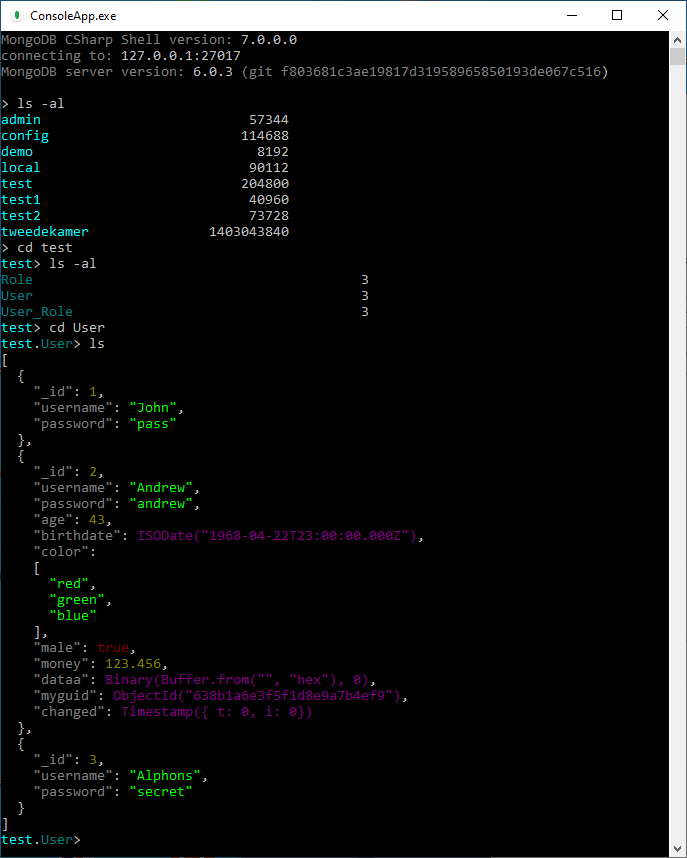 ConsoleApp.exe
MongoDB CSharp Shell version: 7.0.0.0
connecting to: 127.0.0.1:27017
MongoDB server version: 6.0.3 (git f803681c3ae19817d31958965850193de067c516)
> ls -al
admin 57344
config 114688
demo 8192
local 90112
test 204800
test1 40960
test2 73728
tweedekamer 1403043840
> cd test
test> ls -al
Role 3
User 3
User_Role 3
test> cd User
test.User> ls
[
{
"_id": 1,
"username": "John",
"password": "pass"
},
{
"_id": 2,
"username": "Andrew",
"password": "andrew",
"age": 43,
"birthdate": ISODate("1968-04-22T23:00:00.000Z"),
"color":
[
"red",
"green",
"blue"
],
"male": true,
"money": 123.456,
"dataa": Binary(Buffer.from("", "hex"), 0),
"myguid": ObjectId("638b1a6e3f5f1d8e9a7b4ef9"),
"changed": Timestamp({ t: 0, i: 0})
},
{
"_id": 3,
"username": "Alphons",
"password": "secret"
}
]
test.User>